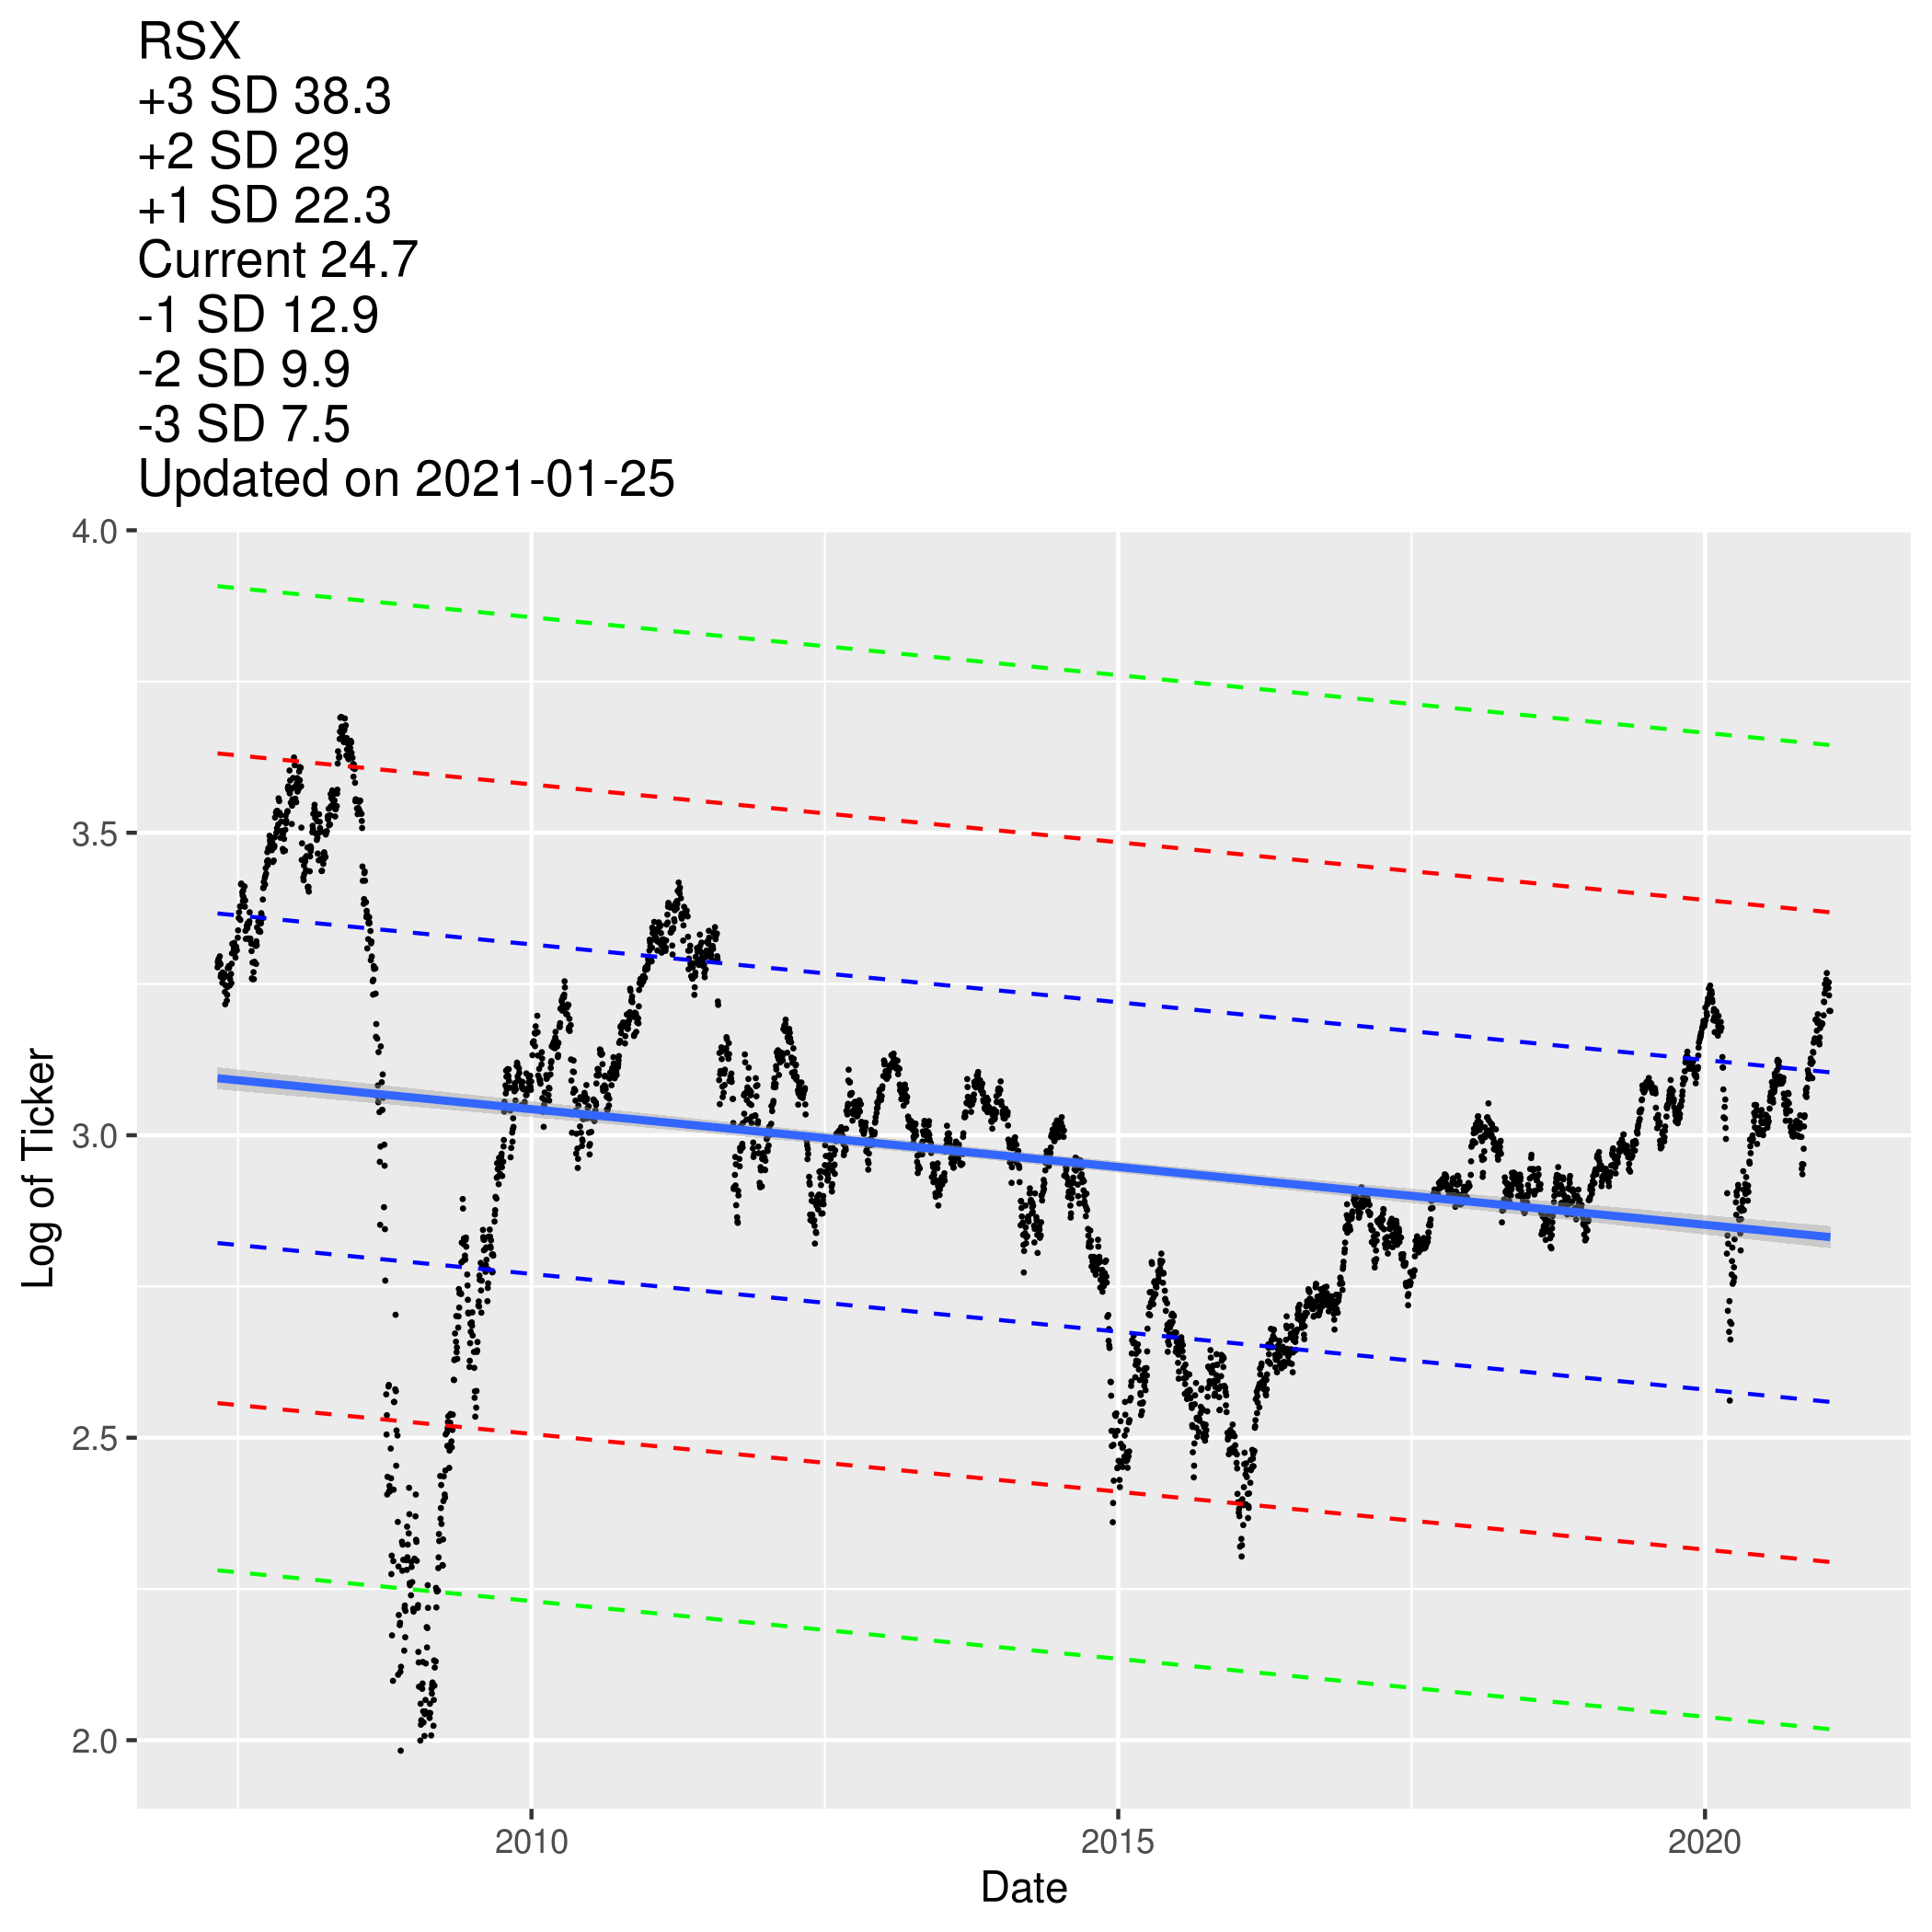 RSX
+3 SD 38.3
+2 SD 29
+1 SD 22.3
Current 24.7
-1 SD 12.9
-2 SD 9.9
-3 SD 7.5
Updated on 2021-01-25
4.0
3.5
3.0
2.5
2.0
Log of Ticker
2010 2015 2020
Date